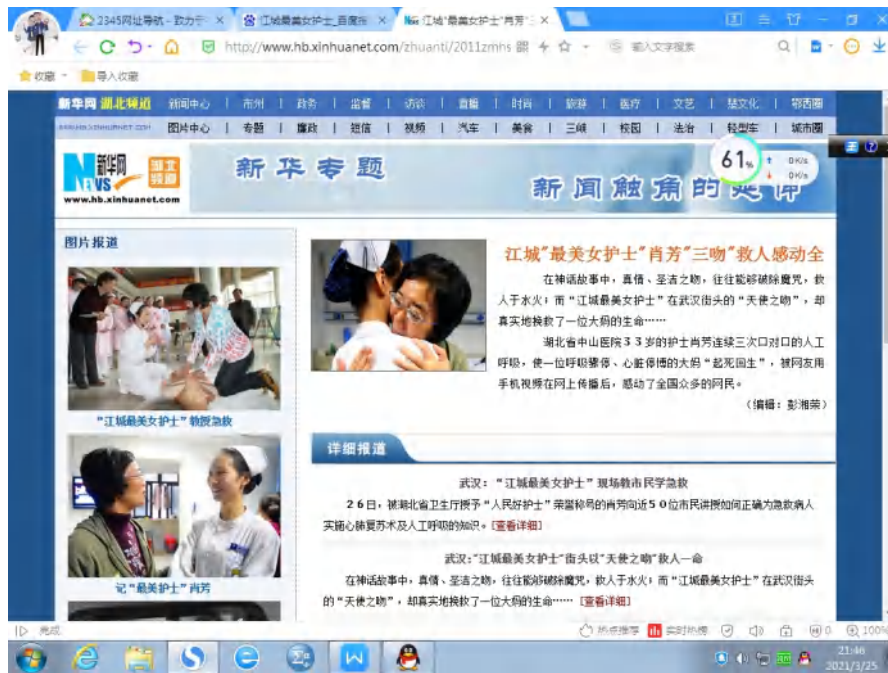 2345网址导航 - 致力于
江城最美女护士_百度搜
江城"最美女护士"肖芳"三
http://www.hb.xinhuanet.com/zhuanti/2011zmhs
输入文字搜索
收藏
导入收藏
新华网 湖北频道 新闻中心 | 市州 | 政务 | 监督 | 访谈 | 直播 | 时尚 | 旅游 | 医疗 | 文艺 | 楚文化 | 鄂西圈
WWW.HB.XINHUANET.COM 图片中心 | 专题 | 廉政 | 短信 | 视频 | 汽车 | 美食 | 三峡 | 校园 | 法治 | 轻型车 | 城市圈
新华网
NEWS
湖北频道
www.hb.xinhuanet.com
新华专题
新闻触角的延伸
61%
0K/s
0K/s
图片报道
"江城最美女护士"教授急救
记"最美护士"肖芳
江城"最美女护士"肖芳"三吻"救人感动全
在神话故事中,真情、圣洁之吻,往往能够破除魔咒,救
人于水火;而"江城最美女护士"在武汉街头的"天使之吻",却
真实地挽救了一位大妈的生命……
湖北省中山医院33岁的护士肖芳连续三次口对口的人工
呼吸,使一位呼吸骤停、心脏停博的大妈"起死回生",被网友用
手机视频在网上传播后,感动了全国众多的网民。
(编辑:彭湘荣)
详细报道
武汉:"江城最美女护士"现场教市民学急救
26日,被湖北省卫生厅授予"人民好护士"荣誉称号的肖芳向近50位市民讲授如何正确为急救病人
实施心肺复苏术及人工呼吸的知识。[查看详细]
武汉:"江城最美女护士"街头以"天使之吻"救人一命
在神话故事中,真情、圣洁之吻,往往能够破除魔咒,救人于水火;而"江城最美女护士"在武汉街头
的"天使之吻",却真实地挽救了一位大妈的生命…… [查看详细]
完成
热点推荐
实时热榜
0
100%
21:46
2021/3/25